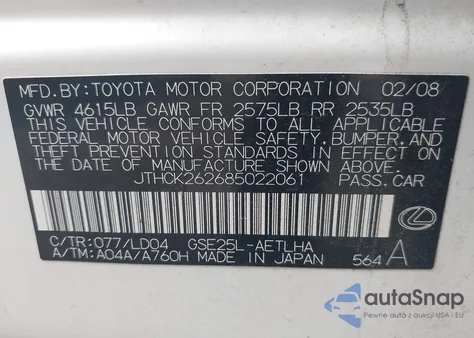 MFD. BY: TOYOTA MOTOR CORPORATION 02/08
GVWR 4615LB GAWR FR 2575LB RR 2535LB
THIS VEHICLE CONFORMS TO ALL APPLICABLE
FEDERAL MOTOR VEHICLE SAFETY, BUMPER, AND
THEFT PREVENTION STANDARDS IN EFFECT ON
THE DATE OF MANUFACTURE SHOWN ABOVE.
JTHCK262685022061 PASS.CAR
C/TR:077/LD04 GSE25L-AETLHA
A/TM:A04A/A760H MADE IN JAPAN 564 A
autoSnap
Pewne auta z USA i EU